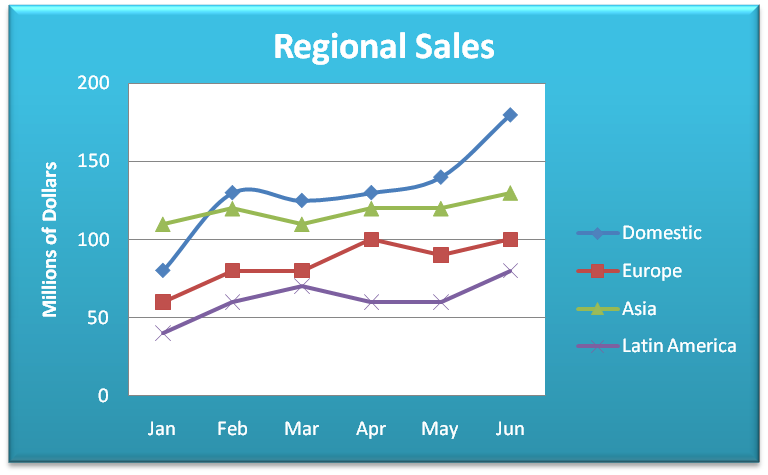 Regional Sales
Millions of Dollars
200
150
100
50
0
Jan Feb Mar Apr May Jun
Domestic
Europe
Asia
Latin America